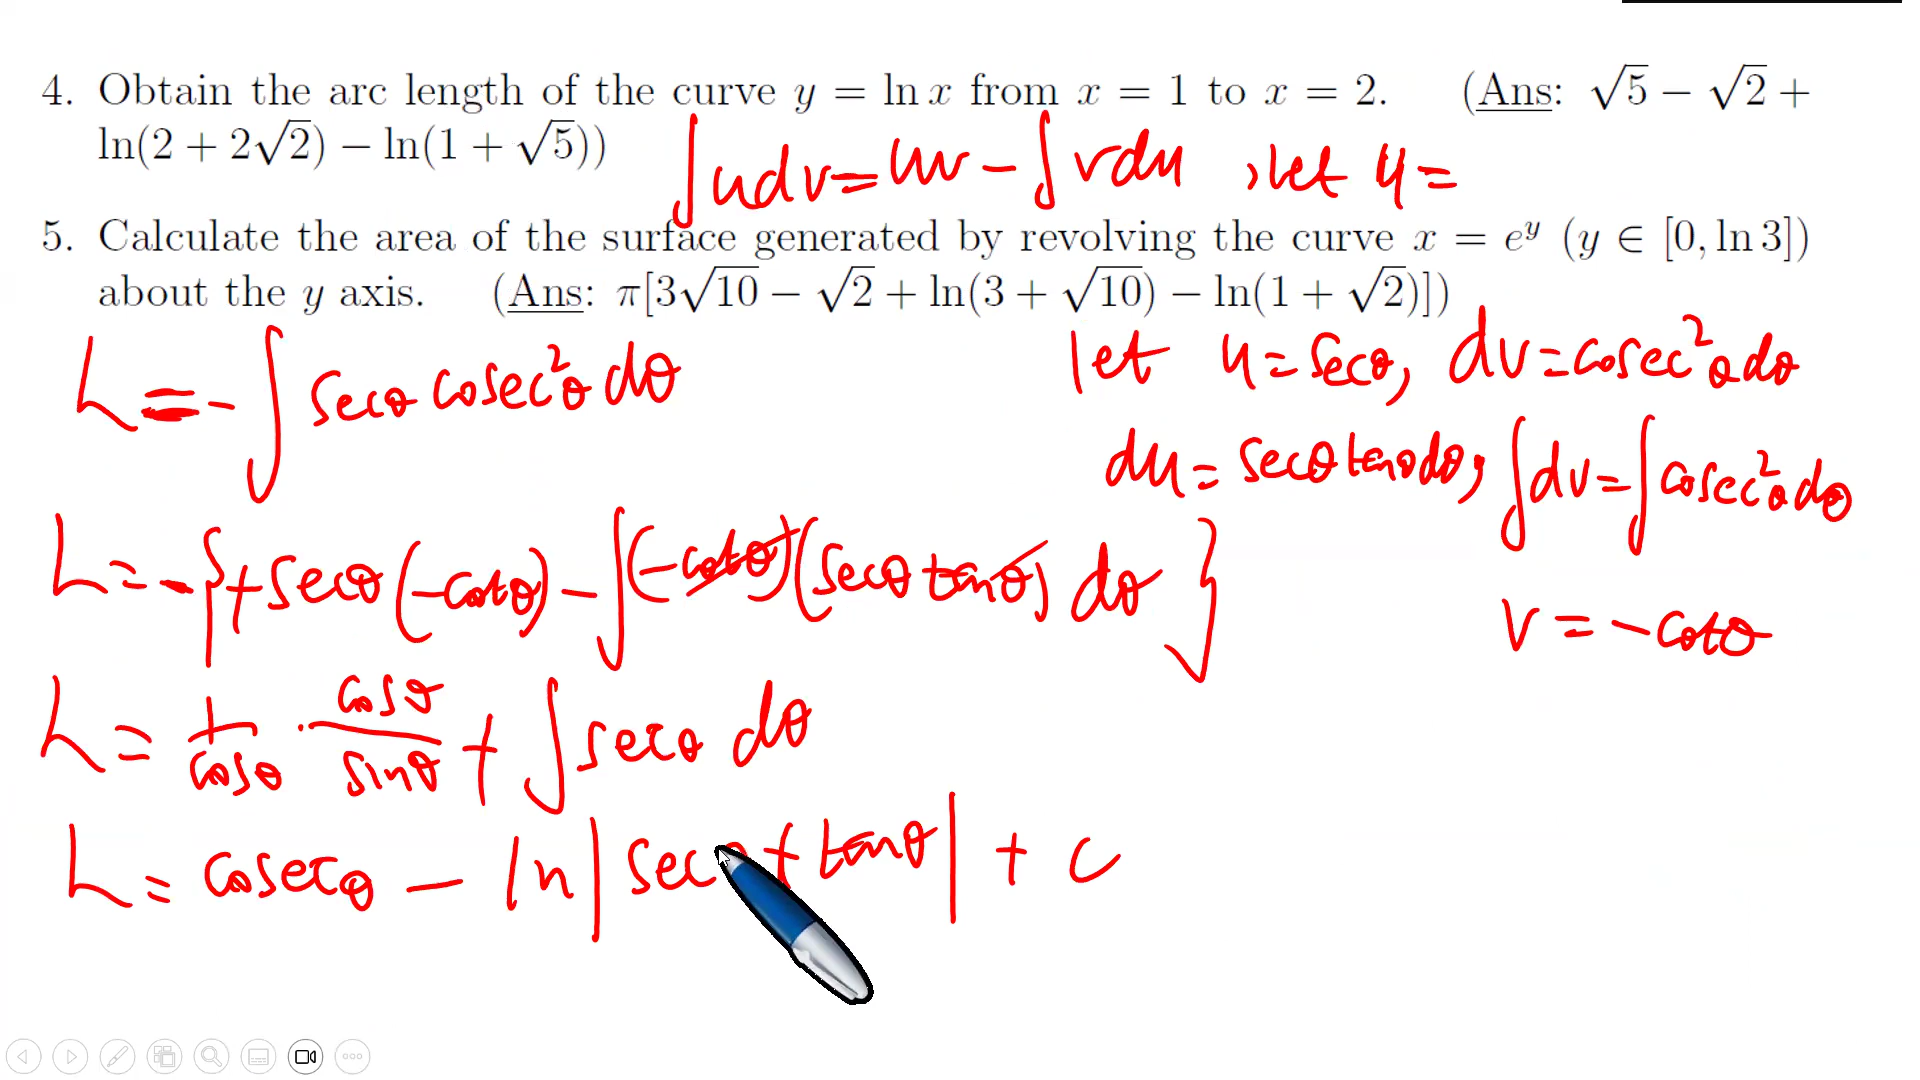 4. Obtain the arc length of the curve y = ln x from x = 1 to x = 2. (Ans: √5 − √2 +
ln(2 + 2√2) − ln(1 + √5))
∫udv = uv − ∫vdu , let u =
5. Calculate the area of the surface generated by revolving the curve x = e^y (y ∈ [0, ln 3])
about the y axis. (Ans: π[3√10 − √2 + ln(3 + √10) − ln(1 + √2)])
L = − ∫ secθ cosec²θ dθ
let u = secθ, dv = cosec²θ dθ
du = secθ tanθ dθ, ∫dv = ∫cosec²θ dθ
L = − {+secθ(−cotθ) − ∫(−cotθ)(secθ tanθ) dθ}
v = −cotθ
L = 1/cosθ · cosθ/sinθ + ∫ secθ dθ
L = cosecθ − ln|secθ + tanθ| + c